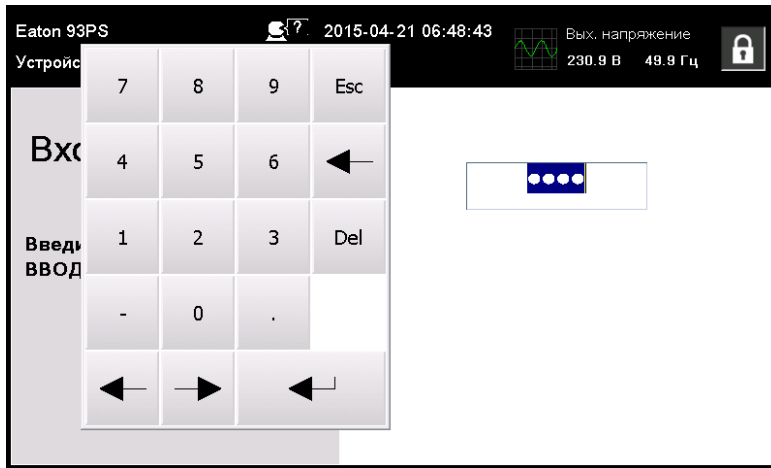 Eaton 93PS
? 2015-04-21 06:48:43
Вых. напряжение
230.9 В 49.9 Гц
Устройс
7 8 9 Esc
Вхо
4 5 6
Введи
ВВОД
1 2 3 Del
- 0 .